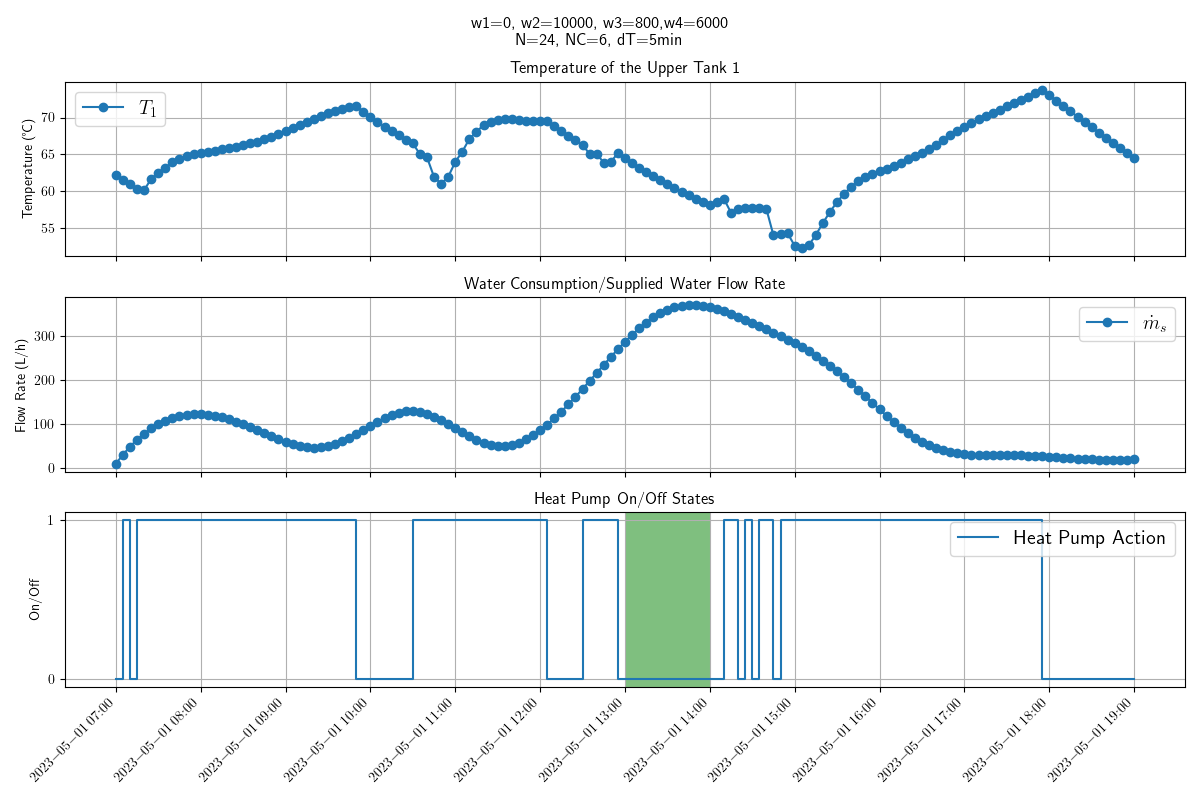 w1=0, w2=10000, w3=800,w4=6000
N=24, NC=6, dT=5min
Temperature of the Upper Tank 1
Temperature (°C)
70
65
60
55
T₁
Water Consumption/Supplied Water Flow Rate
Flow Rate (L/h)
300
200
100
0
ṁₛ
Heat Pump On/Off States
On/Off
1
0
Heat Pump Action
2023−05−01 07:00
2023−05−01 08:00
2023−05−01 09:00
2023−05−01 10:00
2023−05−01 11:00
2023−05−01 12:00
2023−05−01 13:00
2023−05−01 14:00
2023−05−01 15:00
2023−05−01 16:00
2023−05−01 17:00
2023−05−01 18:00
2023−05−01 19:00